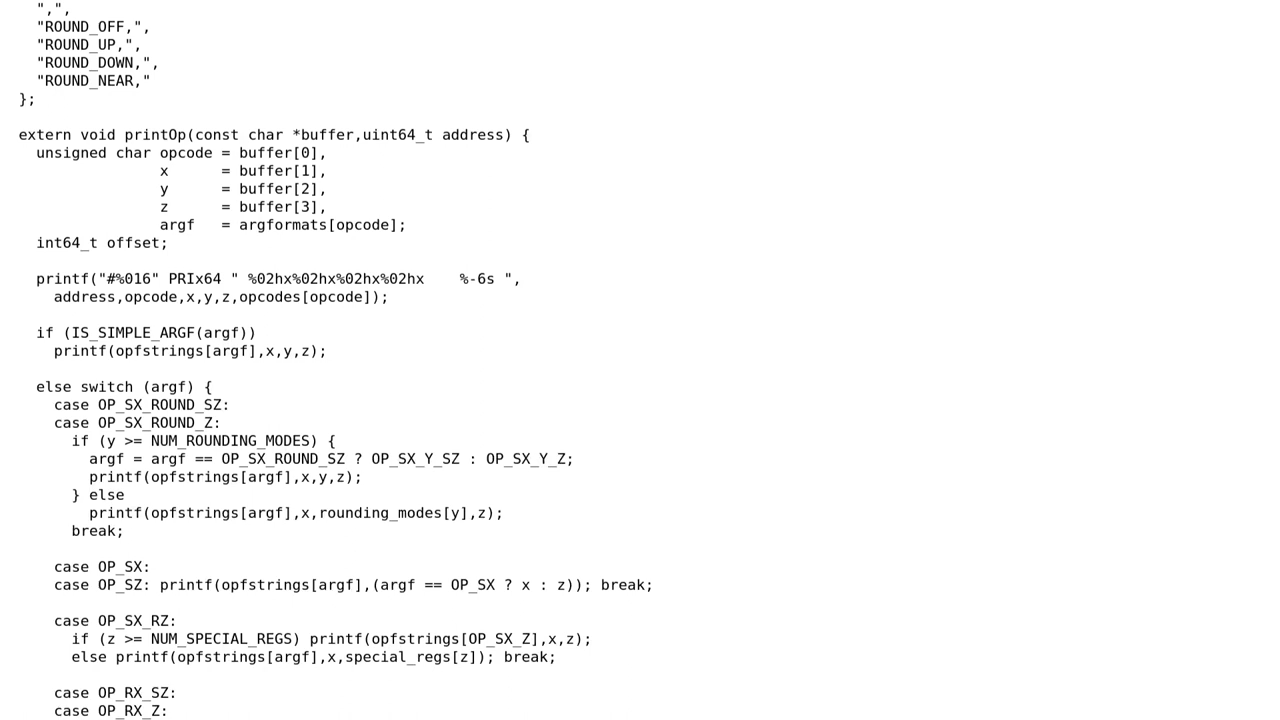 ",",
  "ROUND_OFF,",
  "ROUND_UP,",
  "ROUND_DOWN,",
  "ROUND_NEAR,"
};

extern void printOp(const char *buffer,uint64_t address) {
  unsigned char opcode = buffer[0],
                x      = buffer[1],
                y      = buffer[2],
                z      = buffer[3],
                argf   = argformats[opcode];
  int64_t offset;

  printf("#%016" PRIx64 " %02hx%02hx%02hx%02hx    %-6s ",
    address,opcode,x,y,z,opcodes[opcode]);

  if (IS_SIMPLE_ARGF(argf))
    printf(opfstrings[argf],x,y,z);

  else switch (argf) {
    case OP_SX_ROUND_SZ:
    case OP_SX_ROUND_Z:
      if (y >= NUM_ROUNDING_MODES) {
        argf = argf == OP_SX_ROUND_SZ ? OP_SX_Y_SZ : OP_SX_Y_Z;
        printf(opfstrings[argf],x,y,z);
      } else
        printf(opfstrings[argf],x,rounding_modes[y],z);
      break;

    case OP_SX:
    case OP_SZ: printf(opfstrings[argf],(argf == OP_SX ? x : z)); break;

    case OP_SX_RZ:
      if (z >= NUM_SPECIAL_REGS) printf(opfstrings[OP_SX_Z],x,z);
      else printf(opfstrings[argf],x,special_regs[z]); break;

    case OP_RX_SZ:
    case OP_RX_Z: